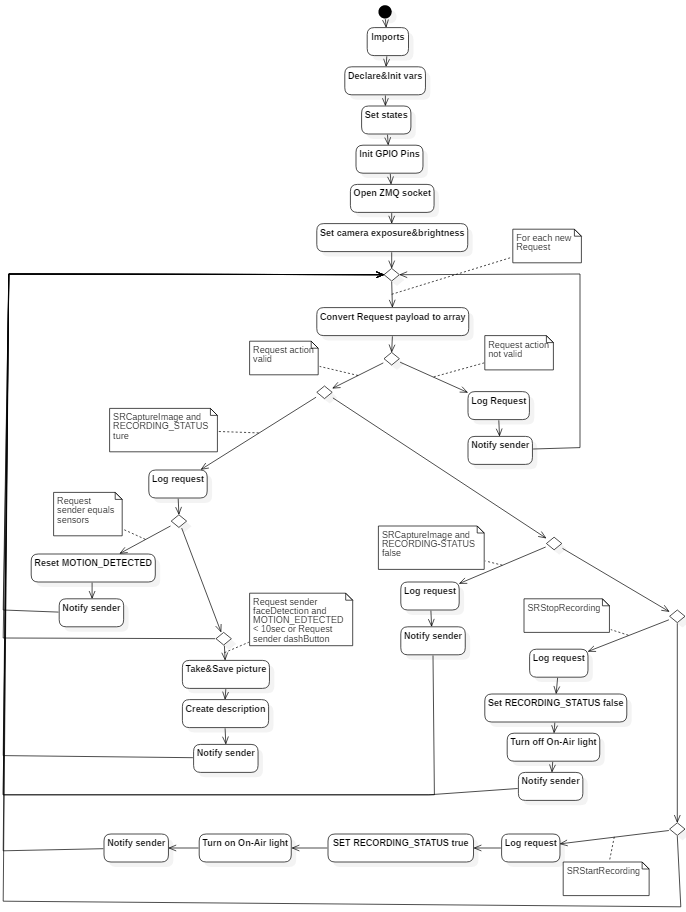 Imports
Declare&Init vars
Set states
Init GPIO Pins
Open ZMQ socket
Set camera exposure&brightness
For each new
Request
Convert Request payload to array
Request action
valid
Request action
not valid
Log Request
Notify sender
SRCaptureImage and
RECORDING_STATUS
ture
Log request
Request
sender equals
sensors
Reset MOTION_DETECTED
Notify sender
SRCaptureImage and
RECORDING-STATUS
false
Log request
Notify sender
Request sender
faceDetection and
MOTION_EDTECTED
< 10sec or Request
sender dashButton
Take&Save picture
Create description
Notify sender
SRStopRecording
Log request
Set RECORDING_STATUS false
Turn off On-Air light
Notify sender
Notify sender
Turn on On-Air light
SET RECORDING_STATUS true
Log request
SRStartRecording